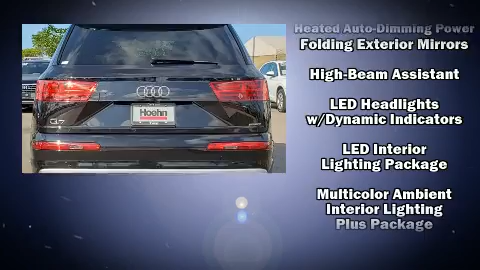 Heated Auto-Dimming Power
Folding Exterior Mirrors
High-Beam Assistant
LED Headlights
w/Dynamic Indicators
LED Interior
Lighting Package
Multicolor Ambient
Interior Lighting
Plus Package
Hoehn
Q7